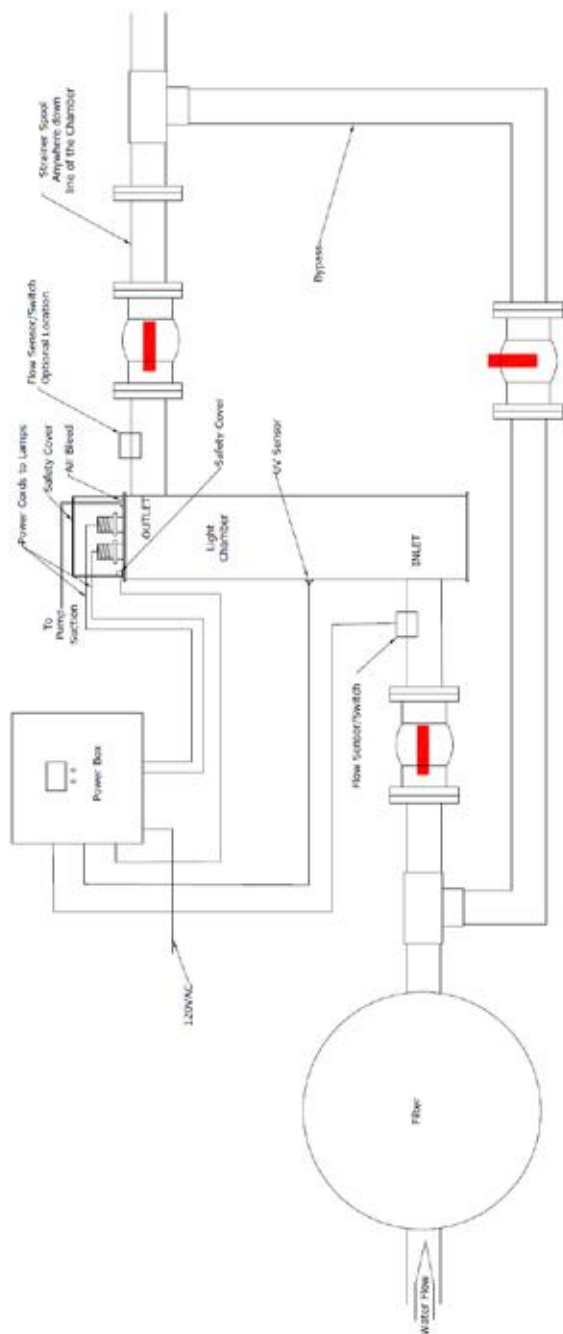 Strainer Spool
Anywhere down
line of the Chamber
Flow Sensor/Switch
Optional Location
Power Cords to Lamps
Safety Cover
Air Bleed
To
Pump
Suction
OUTLET
Safety Cover
Bypass
Light
Chamber
UV Sensor
INLET
Power Box
Flow Sensor/Switch
120VAC
Filter
Water Flow